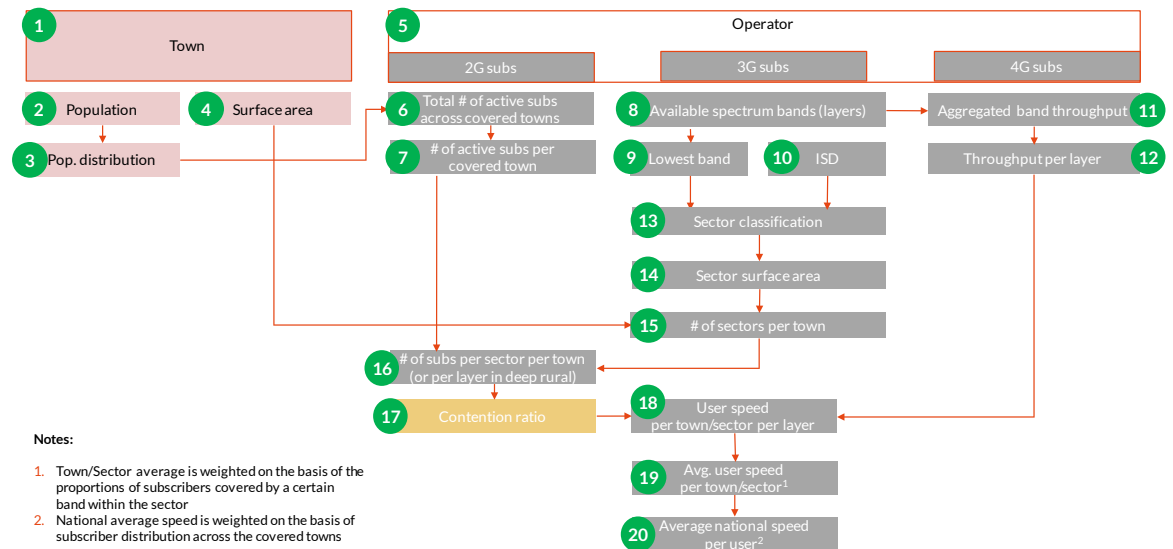 1
Town
5
Operator
2G subs
3G subs
4G subs
2
Population
4
Surface area
6
Total # of active subs
across covered towns
8
Available spectrum bands (layers)
Aggregated band throughput
11
3
Pop. distribution
7
# of active subs per
covered town
9
Lowest band
10
ISD
Throughput per layer
12
13
Sector classification
14
Sector surface area
15
# of sectors per town
16
# of subs per sector per town
(or per layer in deep rural)
17
Contention ratio
18
User speed
per town/sector per layer
19
Avg. user speed
per town/sector¹
20
Average national speed
per user²
Notes:
1. Town/Sector average is weighted on the basis of the
proportions of subscribers covered by a certain
band within the sector
2. National average speed is weighted on the basis of
subscriber distribution across the covered towns